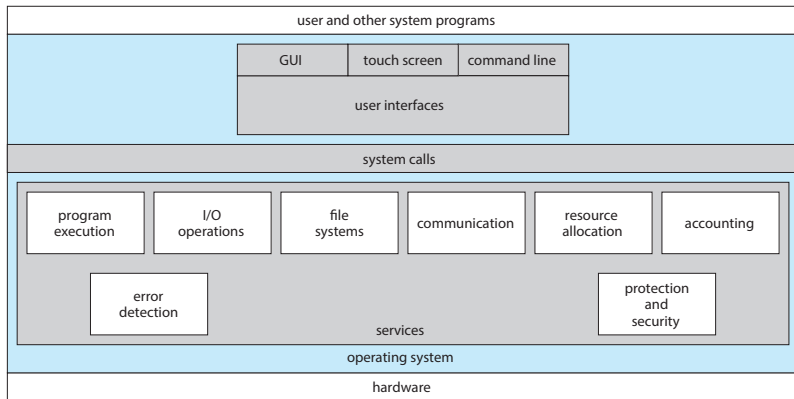 user and other system programs
GUI
touch screen
command line
user interfaces
system calls
program
execution
I/O
operations
file
systems
communication
resource
allocation
accounting
error
detection
protection
and
security
services
operating system
hardware